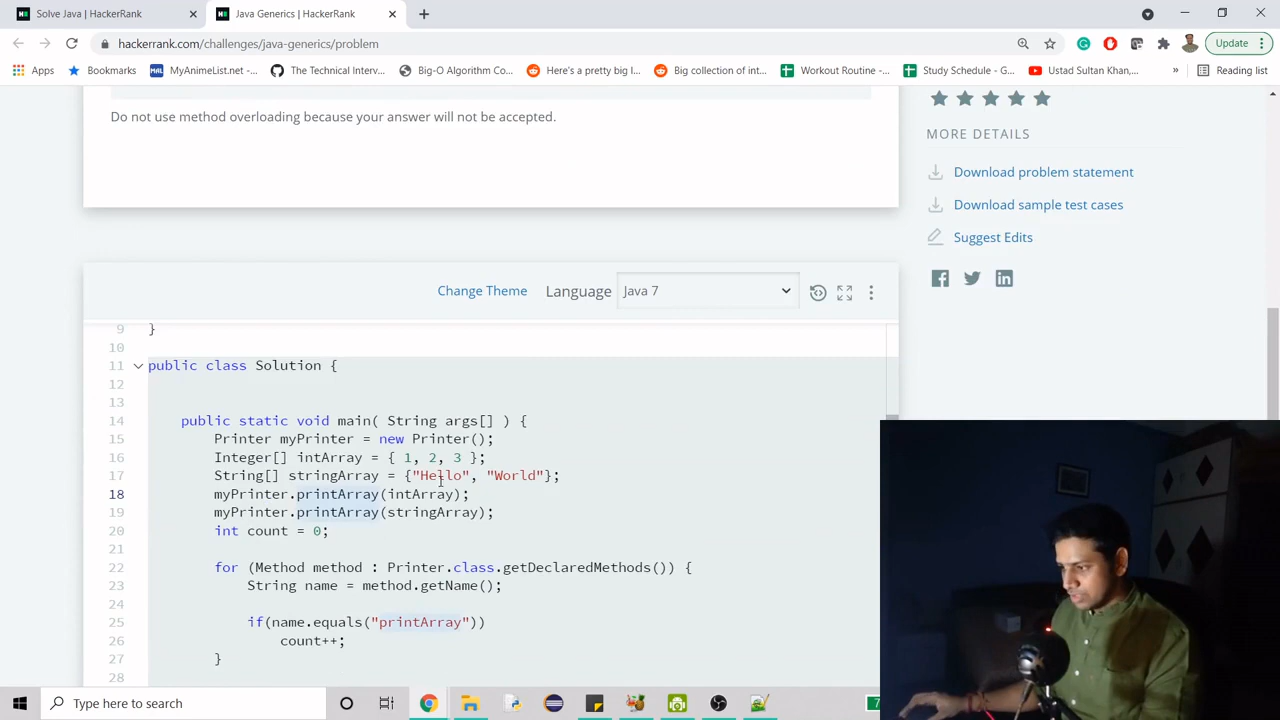 Solve Java | HackerRank
Java Generics | HackerRank
hackerrank.com/challenges/java-generics/problem
Update
Apps
Bookmarks
MyAnimeList.net -...
The Technical Interv...
Big-O Algorithm Co...
Here's a pretty big l...
Big collection of int...
Workout Routine -...
Study Schedule - G...
Ustad Sultan Khan,...
»
Reading list
Do not use method overloading because your answer will not be accepted.
MORE DETAILS
Download problem statement
Download sample test cases
Suggest Edits
Change Theme
Language
Java 7
9 }
10
11 public class Solution {
12
13
14 public static void main( String args[] ) {
15 Printer myPrinter = new Printer();
16 Integer[] intArray = { 1, 2, 3 };
17 String[] stringArray = {"Hello", "World"};
18 myPrinter.printArray(intArray);
19 myPrinter.printArray(stringArray);
20 int count = 0;
21
22 for (Method method : Printer.class.getDeclaredMethods()) {
23 String name = method.getName();
24
25 if(name.equals("printArray"))
26 count++;
27 }
28
Type here to search